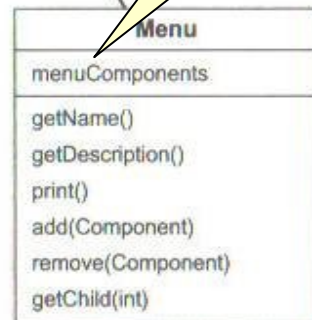 Menu
menuComponents
getName()
getDescription()
print()
add(Component)
remove(Component)
getChild(int)